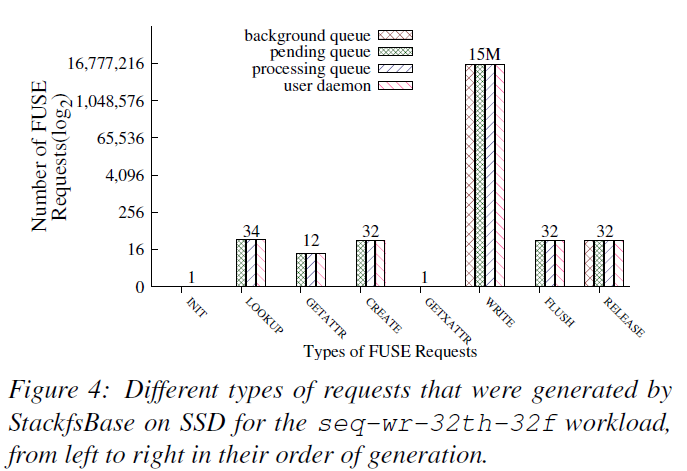 background queue
pending queue
processing queue
user daemon
Number of FUSE
Requests(log2)
16,777,216
1,048,576
65,536
4,096
256
16
0
1
34
12
32
1
15M
32
32
INIT
LOOKUP
GETATTR
CREATE
GETXATTR
WRITE
FLUSH
RELEASE
Types of FUSE Requests
Figure 4: Different types of requests that were generated by
StackfsBase on SSD for the seq-wr-32th-32f workload,
from left to right in their order of generation.